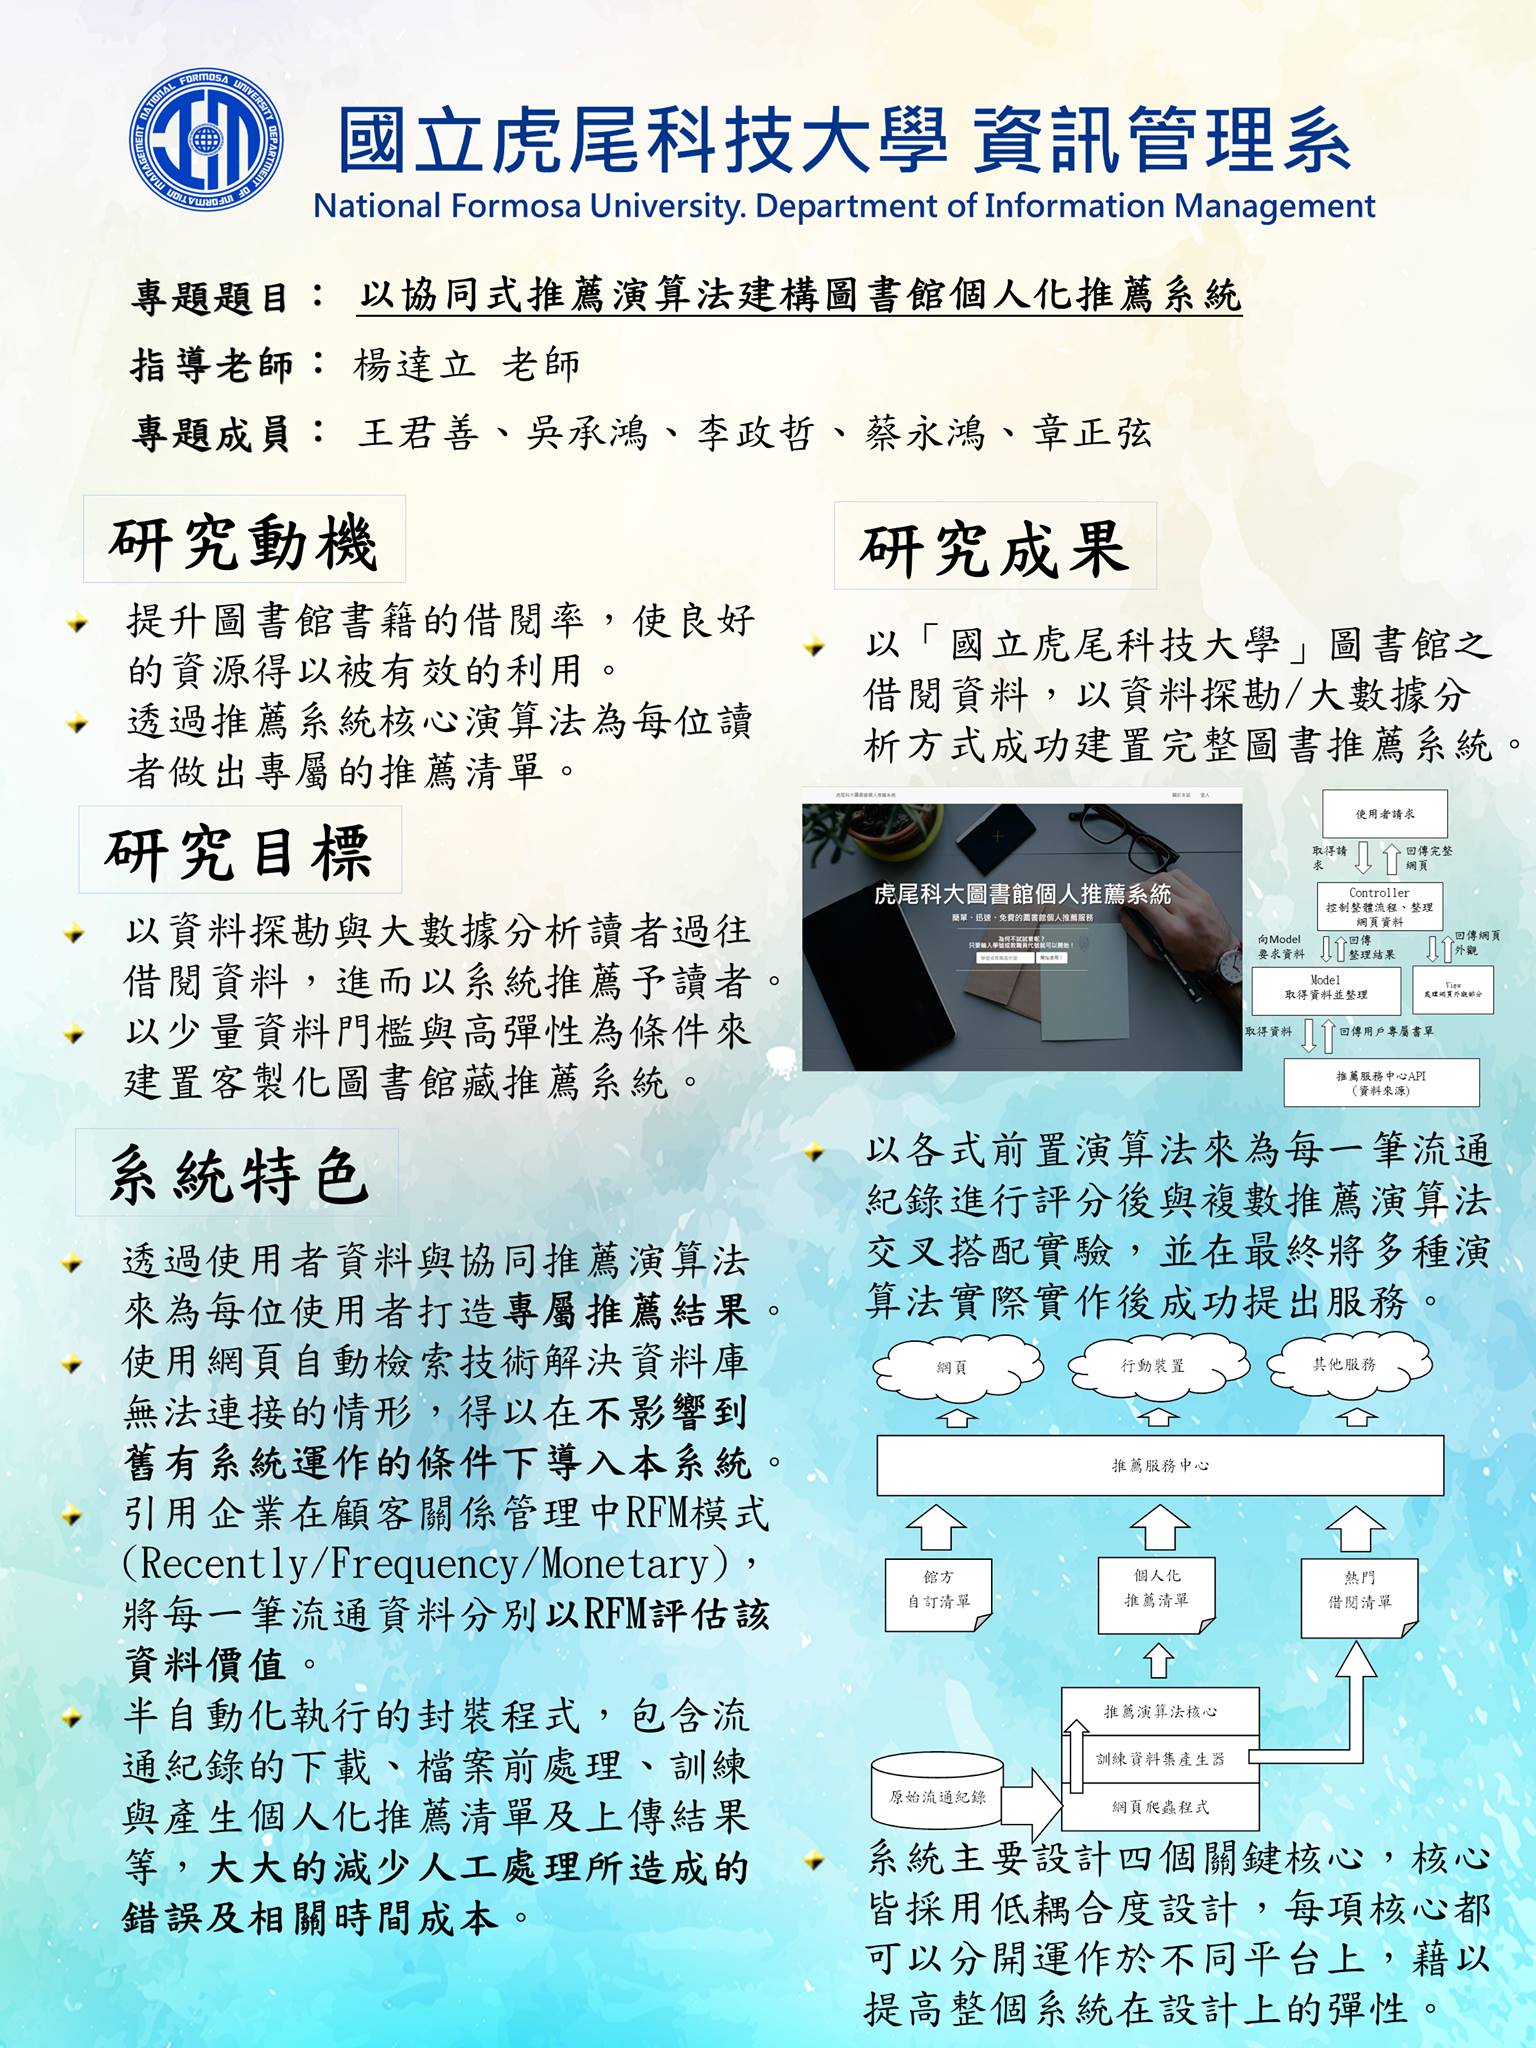 NATIONAL FORMOSA UNIVERSITY DEPARTMENT OF INFORMATION MANAGEMENT
國立虎尾科技大學 資訊管理系
National Formosa University. Department of Information Management
專題題目： 以協同式推薦演算法建構圖書館個人化推薦系統
指導老師： 楊達立 老師
專題成員： 王君善、吳承鴻、李政哲、蔡永鴻、章正弦
研究動機
提升圖書館書籍的借閱率，使良好
的資源得以被有效的利用。
透過推薦系統核心演算法為每位讀
者做出專屬的推薦清單。
研究目標
以資料探勘與大數據分析讀者過往
借閱資料，進而以系統推薦予讀者。
以少量資料門檻與高彈性為條件來
建置客製化圖書館藏推薦系統。
系統特色
透過使用者資料與協同推薦演算法
來為每位使用者打造專屬推薦結果。
使用網頁自動檢索技術解決資料庫
無法連接的情形，得以在不影響到
舊有系統運作的條件下導入本系統。
引用企業在顧客關係管理中RFM模式
(Recently/Frequency/Monetary)，
將每一筆流通資料分別以RFM評估該
資料價值。
半自動化執行的封裝程式，包含流
通紀錄的下載、檔案前處理、訓練
與產生個人化推薦清單及上傳結果
等，大大的減少人工處理所造成的
錯誤及相關時間成本。
研究成果
以「國立虎尾科技大學」圖書館之
借閱資料，以資料探勘/大數據分
析方式成功建置完整圖書推薦系統。
虎尾科大圖書館個人推薦系統
關於本站 登入
虎尾科大圖書館個人推薦系統
簡單、迅速、免費的圖書館個人推薦服務
為何不試試看呢？
只要輸入學號或教職員代號就可以開始！
開始使用！
使用者請求
取得請
求
回傳完整
網頁
Controller
控制整體流程、整理
網頁資料
向Model
要求資料
回傳
整理結果
回傳網頁
外觀
Model
取得資料並整理
View
處理網頁外觀部分
取得資料
回傳用戶專屬書單
推薦服務中心API
(資料來源)
以各式前置演算法來為每一筆流通
紀錄進行評分後與複數推薦演算法
交叉搭配實驗，並在最終將多種演
算法實際實作後成功提出服務。
網頁
行動裝置
其他服務
推薦服務中心
館方
自訂清單
個人化
推薦清單
熱門
借閱清單
推薦演算法核心
訓練資料集產生器
網頁爬蟲程式
原始流通紀錄
系統主要設計四個關鍵核心，核心
皆採用低耦合度設計，每項核心都
可以分開運作於不同平台上，藉以
提高整個系統在設計上的彈性。